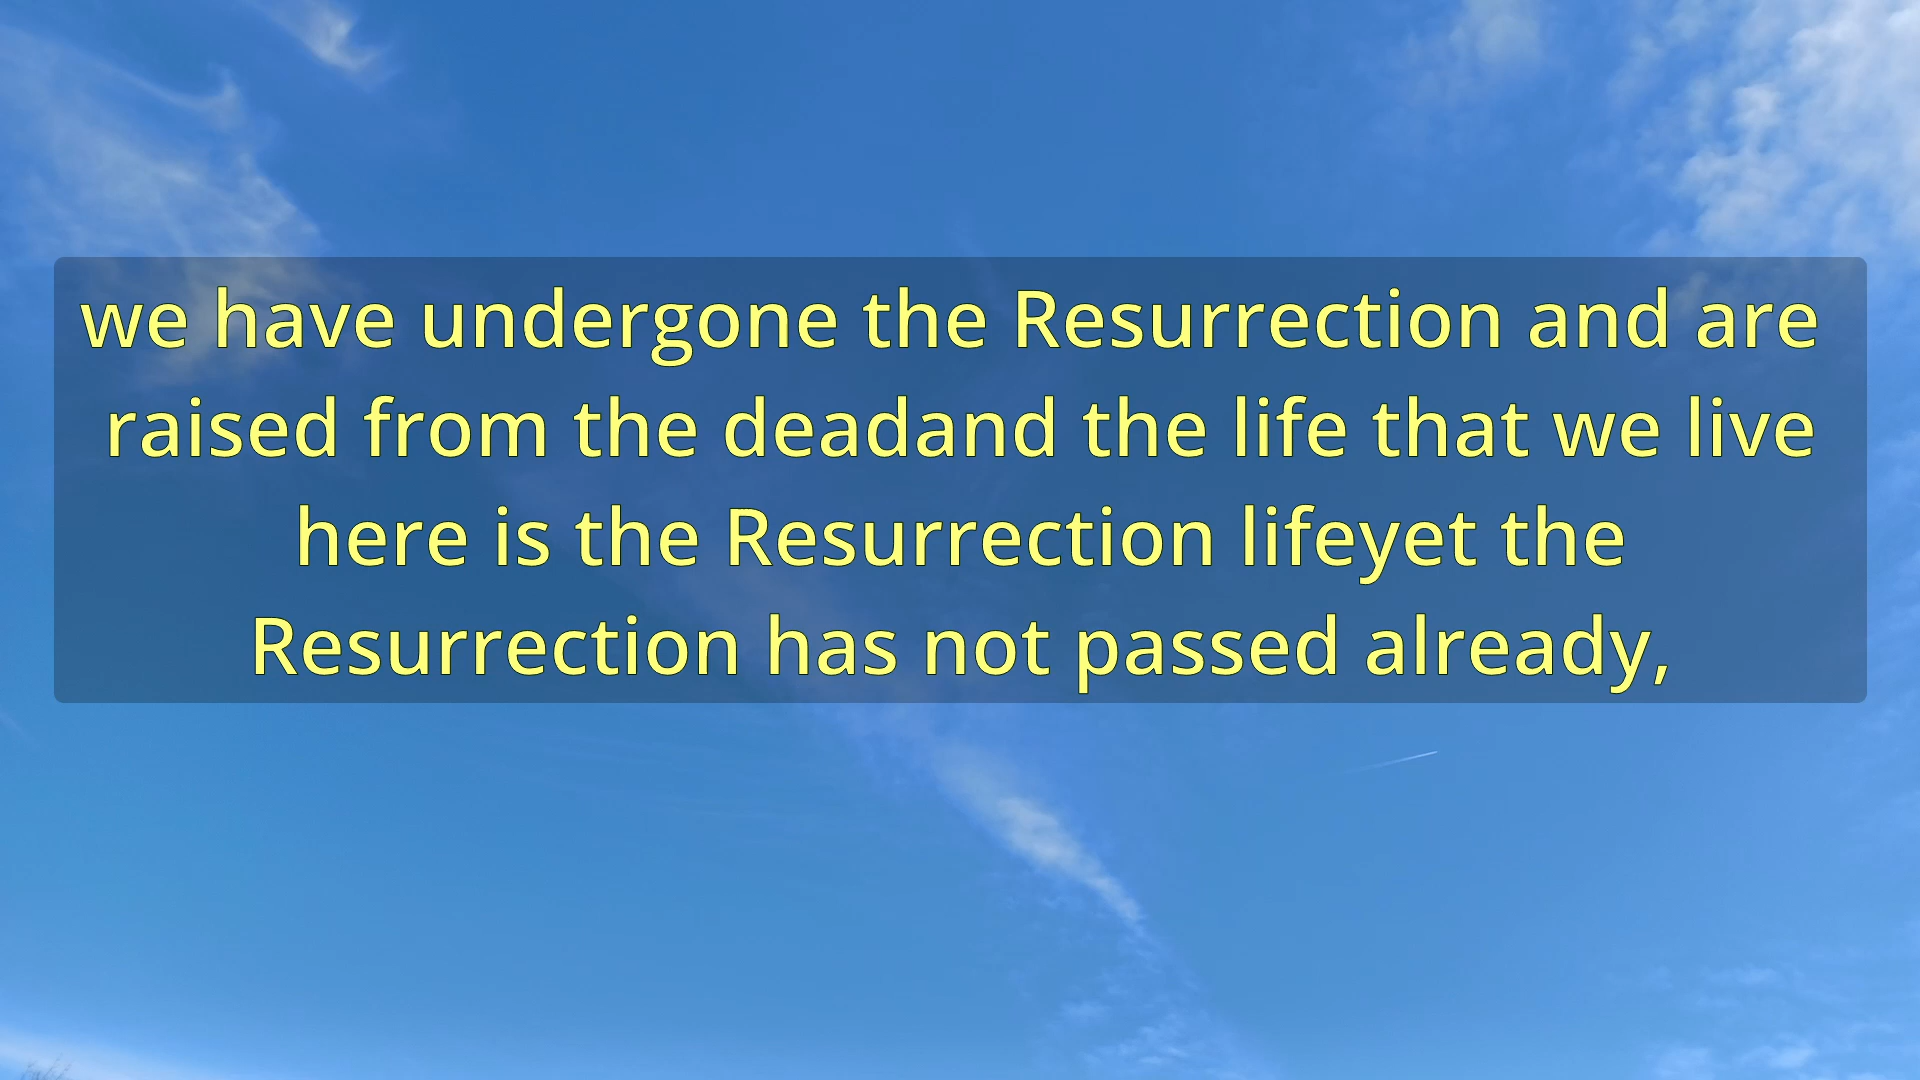 we have undergone the Resurrection and are
raised from the deadand the life that we live
here is the Resurrection lifeyet the
Resurrection has not passed already,